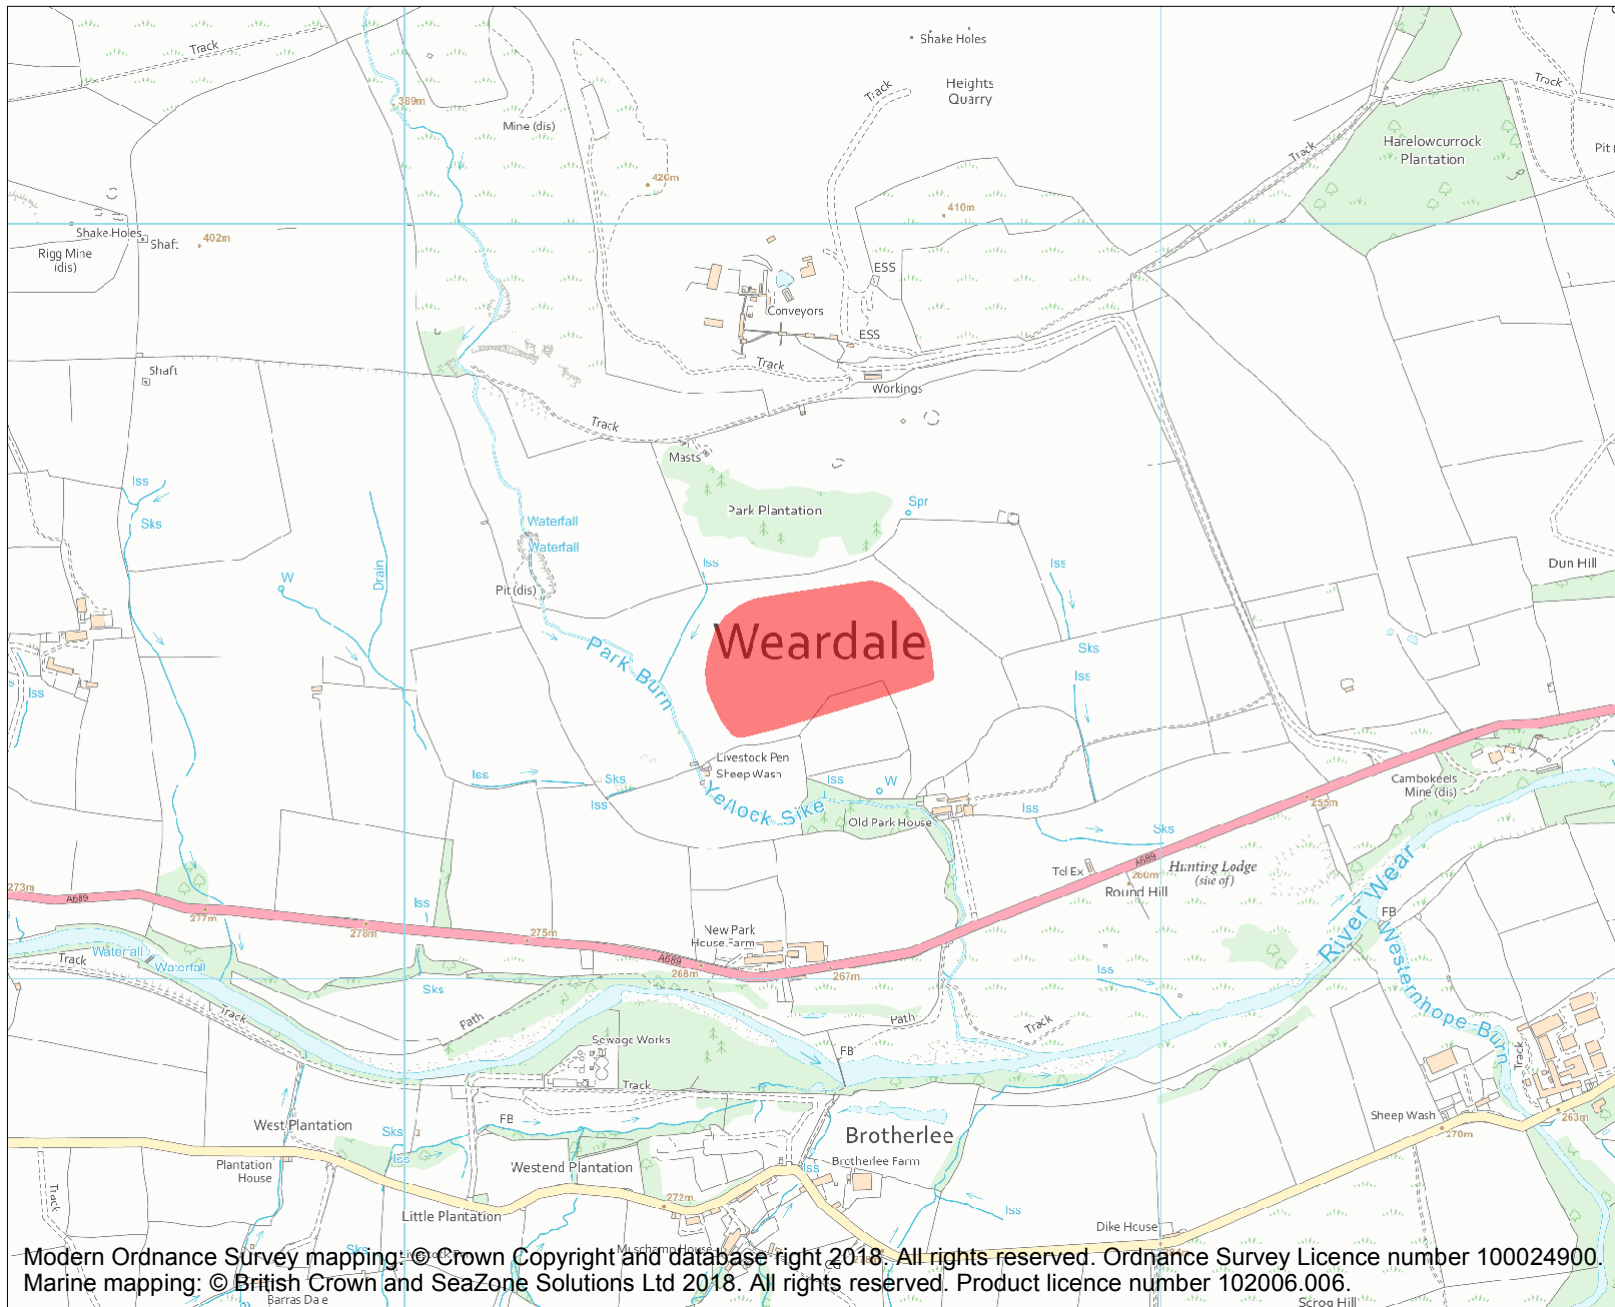 Track
Shake Holes
Heights
Quarry
Track
Track
389m
Mine (dis)
Harelowcurrock
Plantation
Track
Pit (
420m
410m
Shake Holes
Shaft
402m
Rigg Mine
(dis)
ESS
Conveyors
ESS
Track
Workings
Shaft
Track
Masts
Iss
Sks
Park Plantation
Spr
Waterfall
Waterfall
W
Drain
Iss
Iss
Dun Hill
Pit (dis)
Weardale
Park Burn
Sks
Iss
s
Iss
Livestock Pen
Sheep Wash
Iss
Sks
Iss
Iss
W
Yellock Sike
Cambokeels
Mine (dis)
255m
Old Park House
Iss
Sks
Tel Ex
A689
260m
Hunting Lodge
(site of)
Round Hill
273m
A689
277m
278m
Iss
275m
New Park
House Farm
A689
268m
267m
River Wear
FB
Westernhope Burn
Waterfall
Waterfall
Track
Sks
Iss
Track
Path
Path
Track
Sewage Works
FB
Track
Track
West Plantation
FB
Sks
Iss
Brotherlee
Sheep Wash
270m
263m
Plantation
House
Westend Plantation
Iss
Brotherlee Farm
Track
272m
Little Plantation
Iss
Dike House
Sks
Muschamp House
Modern Ordnance Survey mapping: © Crown Copyright and database right 2018. All rights reserved. Ordnance Survey Licence number 100024900.
Marine mapping: © British Crown and SeaZone Solutions Ltd 2018. All rights reserved. Product licence number 102006.006.
Barras Dale
Scrog Hill